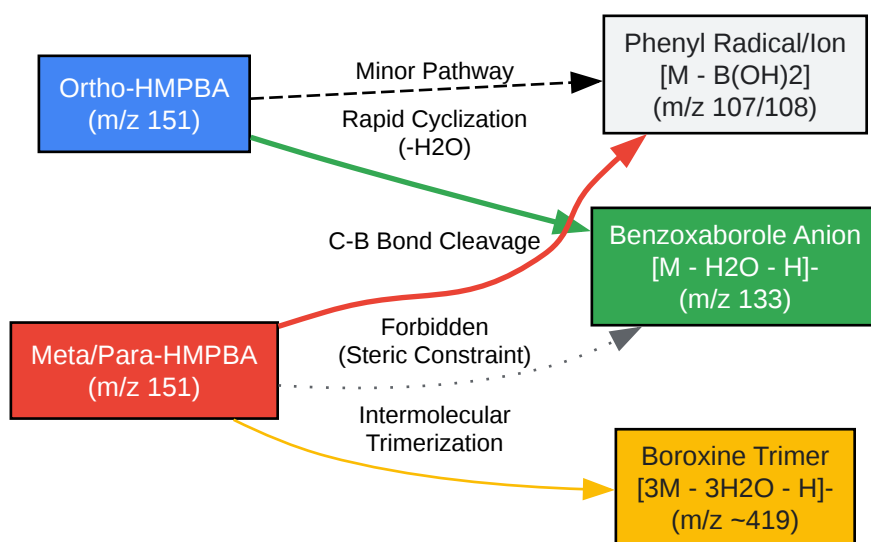 Ortho-HMPBA
(m/z 151)
Minor Pathway
Phenyl Radical/Ion
[M - B(OH)2]
(m/z 107/108)
Rapid Cyclization
(-H2O)
C-B Bond Cleavage
Benzoxaborole Anion
[M - H2O - H]-
(m/z 133)
Meta/Para-HMPBA
(m/z 151)
Forbidden
(Steric Constraint)
Intermolecular
Trimerization
Boroxine Trimer
[3M - 3H2O - H]-
(m/z ~419)